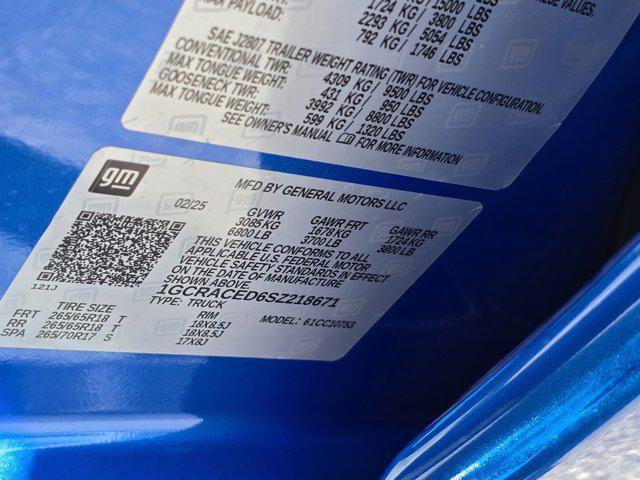 1724 KG / 3800 LBS
MAX PAYLOAD:
2293 KG / 5054 LBS
792 KG / 1746 LBS
SAE J2807 TRAILER WEIGHT RATING (TWR) FOR VEHICLE CONFIGURATION.
CONVENTIONAL TWR: 4309 KG / 9500 LBS
MAX TONGUE WEIGHT: 431 KG / 950 LBS
GOOSENECK TWR: 3992 KG / 8800 LBS
MAX TONGUE WEIGHT: 599 KG / 1320 LBS
SEE OWNER'S MANUAL FOR MORE INFORMATION
gm
MFD BY GENERAL MOTORS LLC
02/25
GVWR GAWR FRT GAWR RR
3085 KG 1678 KG 1724 KG
6800 LB 3700 LB 3800 LB
THIS VEHICLE CONFORMS TO ALL
APPLICABLE U.S. FEDERAL MOTOR
VEHICLE SAFETY STANDARDS IN EFFECT
ON THE DATE OF MANUFACTURE
SHOWN ABOVE.
1GCRACED6SZ218671
121J
TYPE: TRUCK
MODEL: 61CC10753
TIRE SIZE RIM
FRT 265/65R18 T 18X8.5J
RR 265/65R18 T 18X8.5J
SPA 265/70R17 S 17X8J